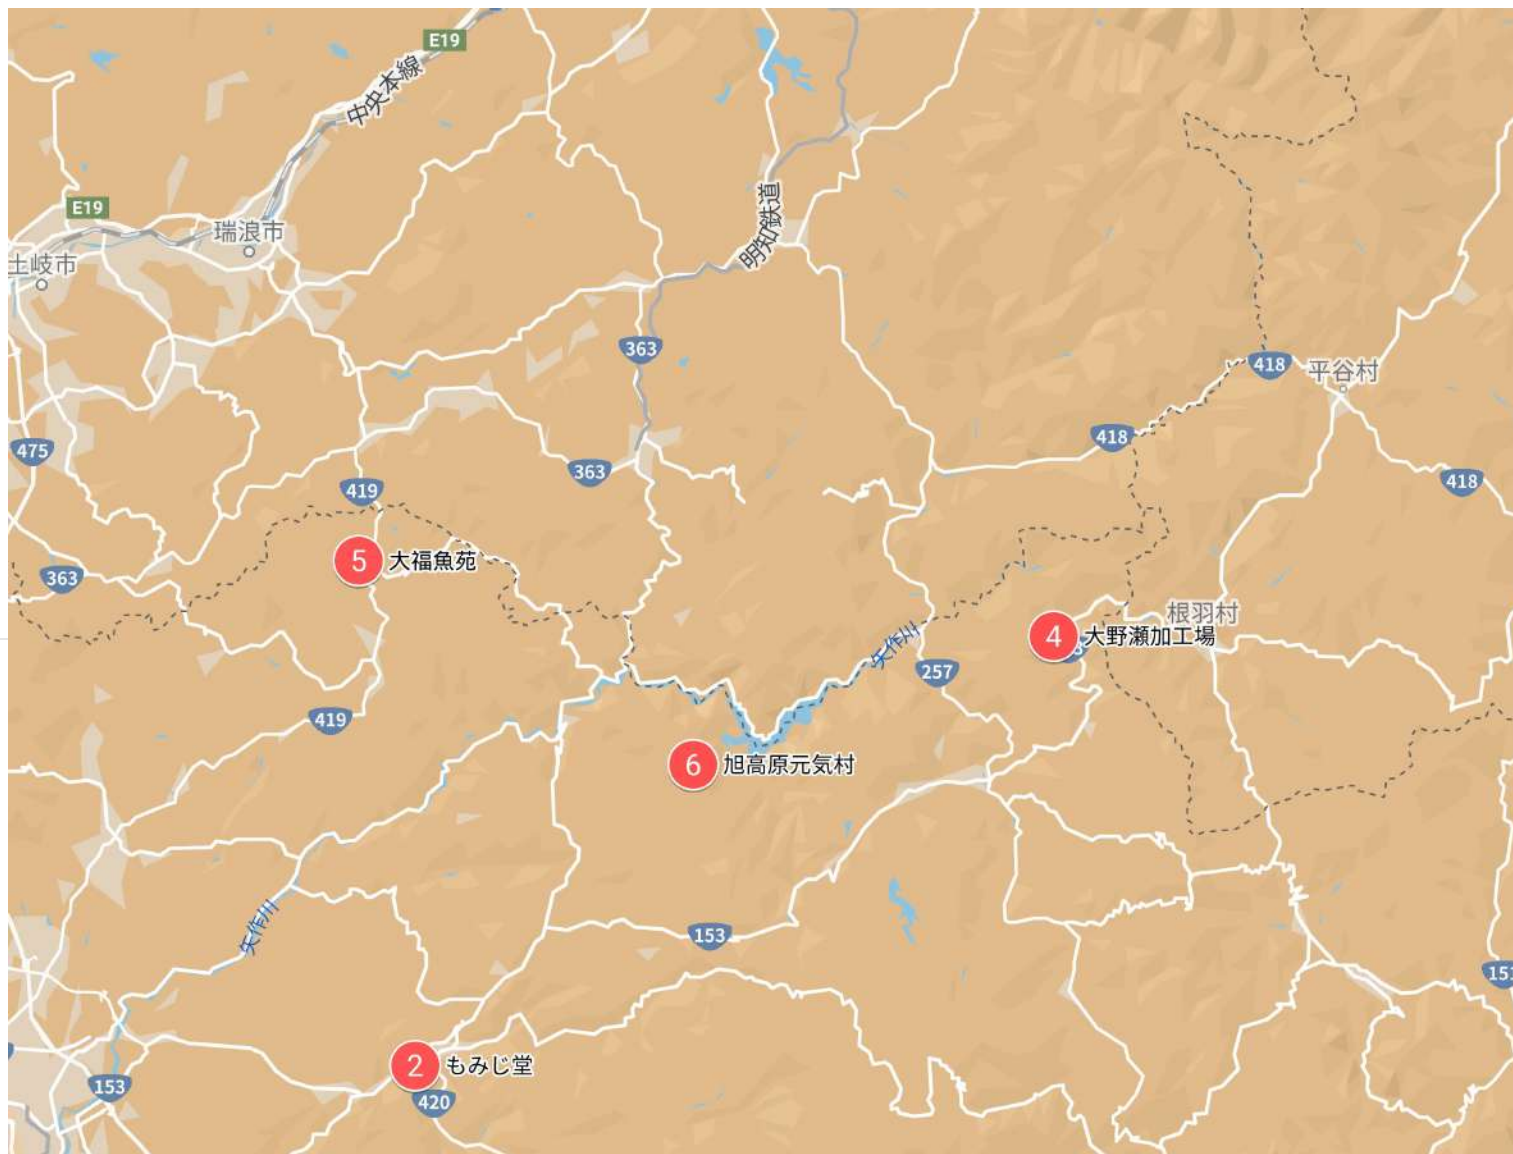 E19
中央本線
E19
瑞浪市
土岐市
明知鉄道
363
418
平谷村
418
475
363
419
418
5
大福魚苑
363
根羽村
4
大野瀬加工場
矢作川
257
419
6
旭高原元気村
矢作川
153
151
2
もみじ堂
153
420